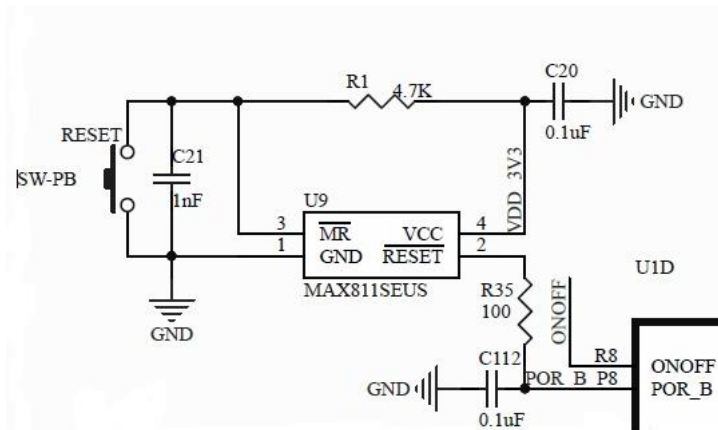 R1
4.7K
C20
0.1uF
GND
RESET
SW-PB
C21
1nF
GND
U9
3
1
MR
GND
VCC
RESET
4
2
MAX811SEUS
VDD_3V3
R35
100
ONOFF
U1D
C112
0.1uF
GND
R8
POR_B P8
ONOFF
POR_B